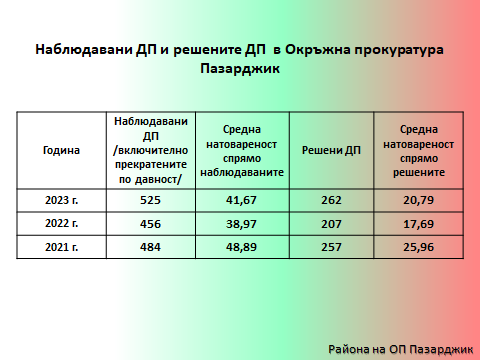 Наблюдавани ДП и решените ДП в Окръжна прокуратура
Пазарджик
Година
Наблюдавани
ДП
/включително
прекратените
по давност/
Средна
натовареност
спрямо
наблюдаваните
Решени ДП
Средна
натовареност
спрямо
решените
2023 г. 525 41,67 262 20,79
2022 г. 456 38,97 207 17,69
2021 г. 484 48,89 257 25,96
Района на ОП Пазарджик